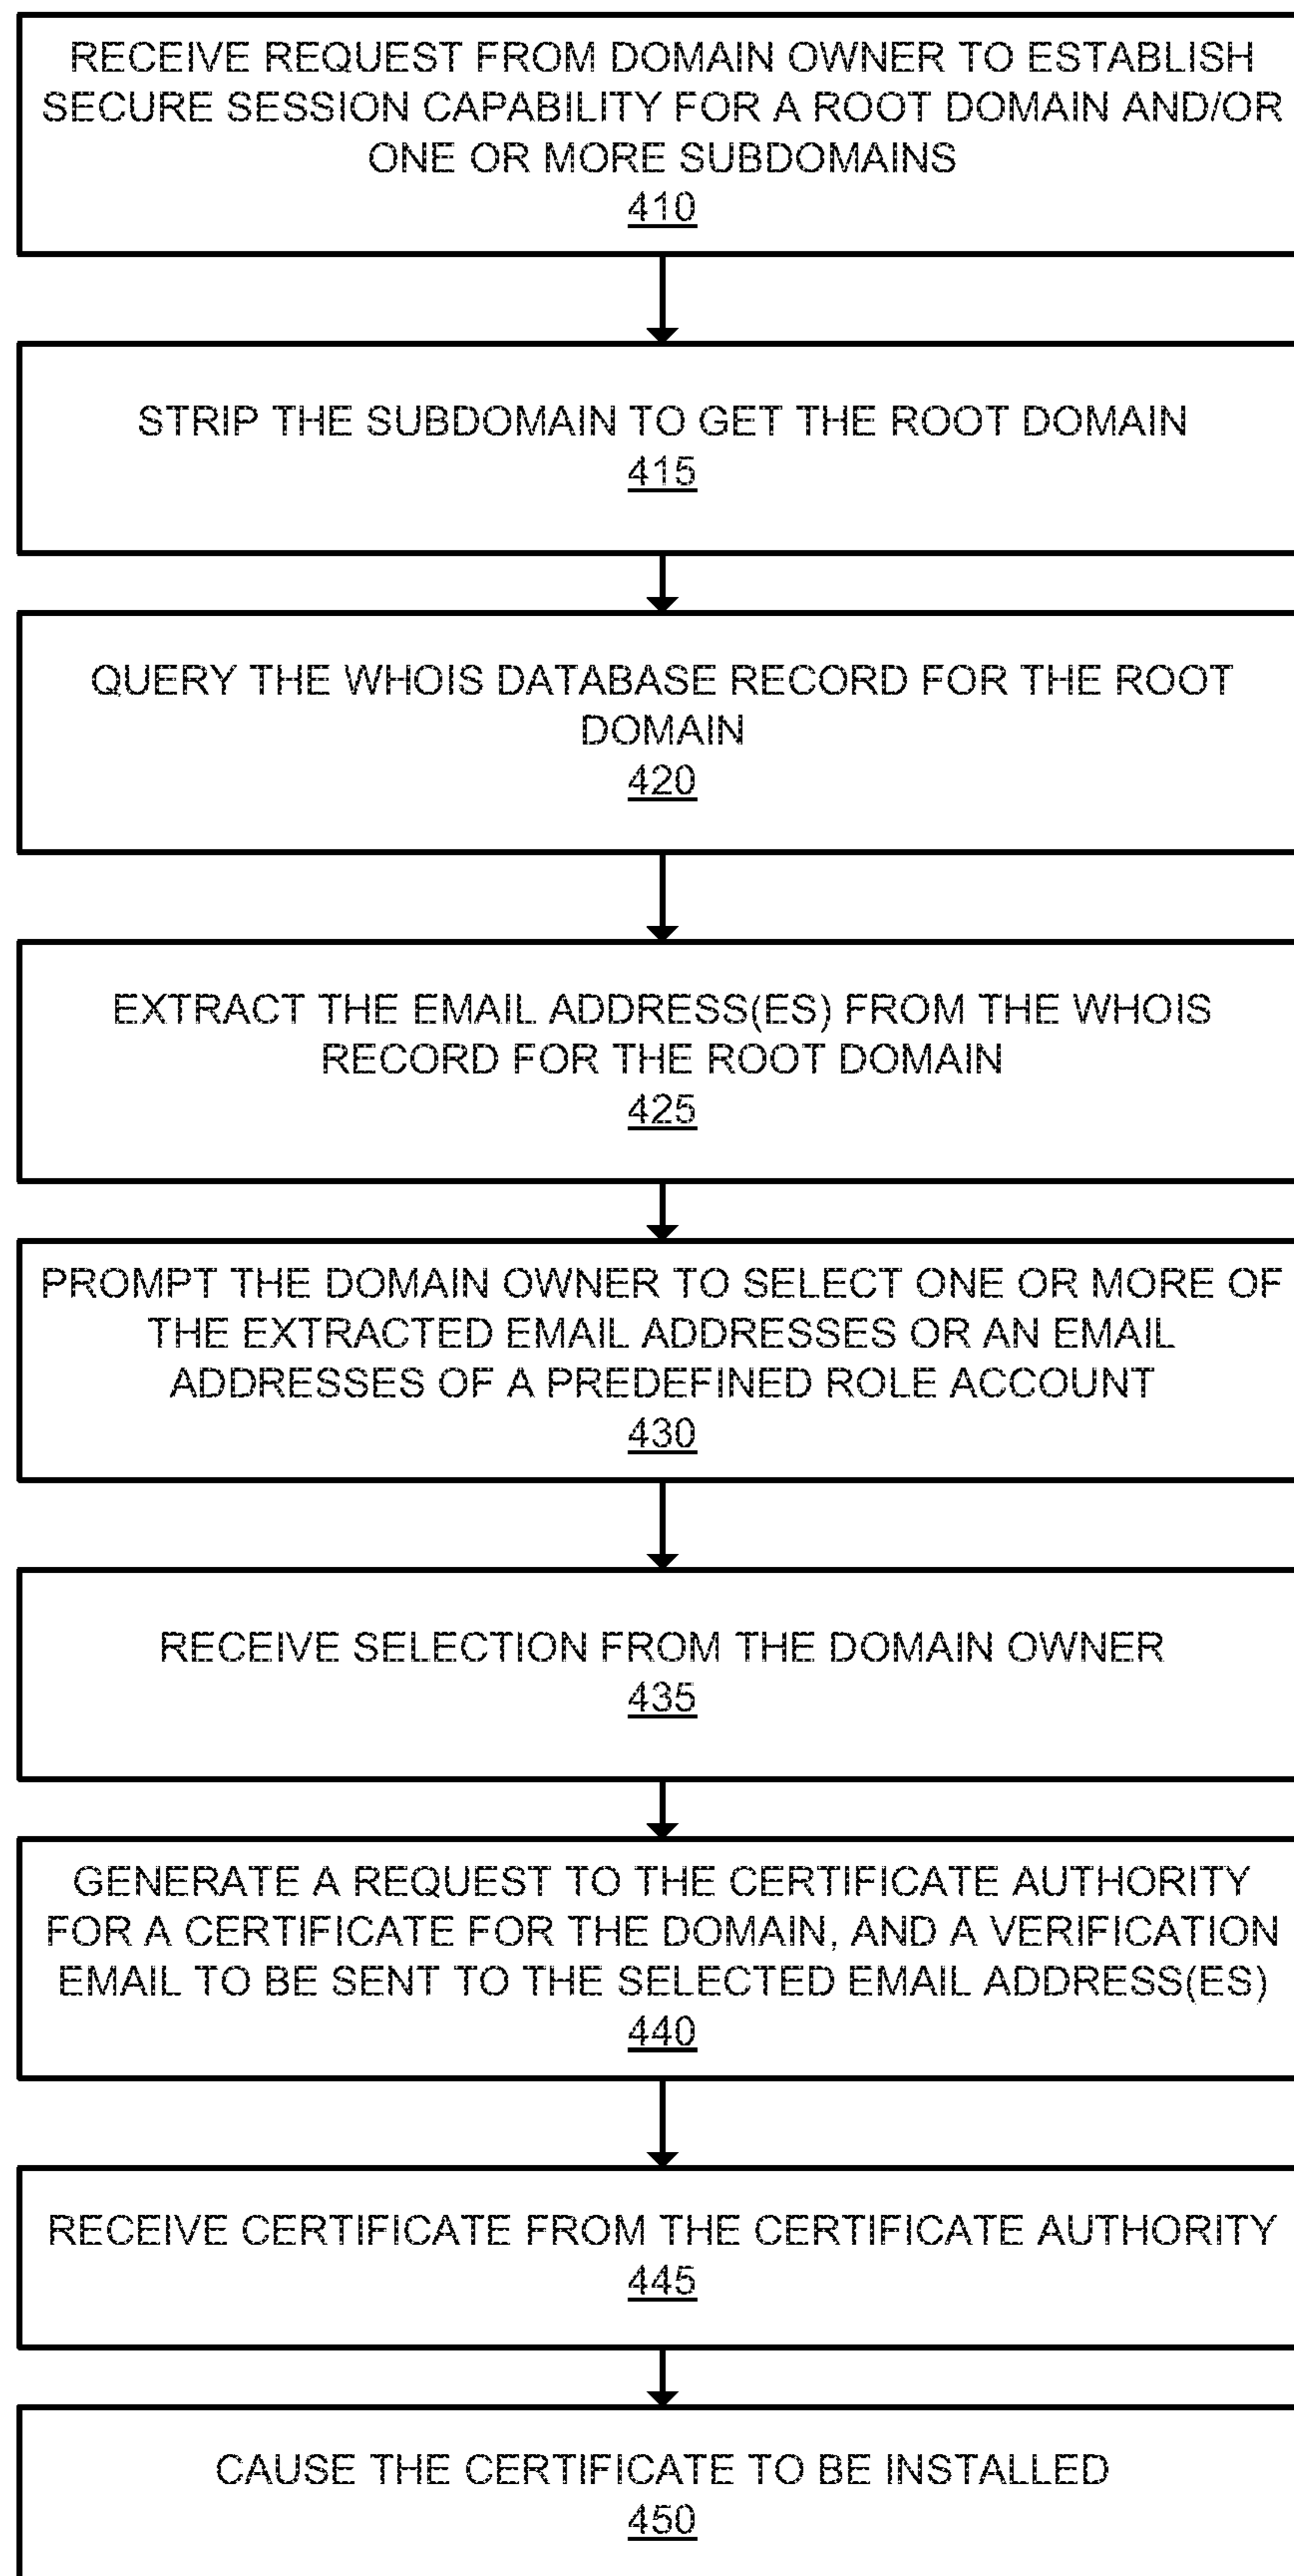 RECEIVE REQUEST FROM DOMAIN OWNER TO ESTABLISH
SECURE SESSION CAPABILITY FOR A ROOT DOMAIN AND/OR
ONE OR MORE SUBDOMAINS
410
STRIP THE SUBDOMAIN TO GET THE ROOT DOMAIN
415
QUERY THE WHOIS DATABASE RECORD FOR THE ROOT
DOMAIN
420
EXTRACT THE EMAIL ADDRESS(ES) FROM THE WHOIS
RECORD FOR THE ROOT DOMAIN
425
PROMPT THE DOMAIN OWNER TO SELECT ONE OR MORE OF
THE EXTRACTED EMAIL ADDRESSES OR AN EMAIL
ADDRESSES OF A PREDEFINED ROLE ACCOUNT
430
RECEIVE SELECTION FROM THE DOMAIN OWNER
435
GENERATE A REQUEST TO THE CERTIFICATE AUTHORITY
FOR A CERTIFICATE FOR THE DOMAIN, AND A VERIFICATION
EMAIL TO BE SENT TO THE SELECTED EMAIL ADDRESS(ES)
440
RECEIVE CERTIFICATE FROM THE CERTIFICATE AUTHORITY
445
CAUSE THE CERTIFICATE TO BE INSTALLED
450